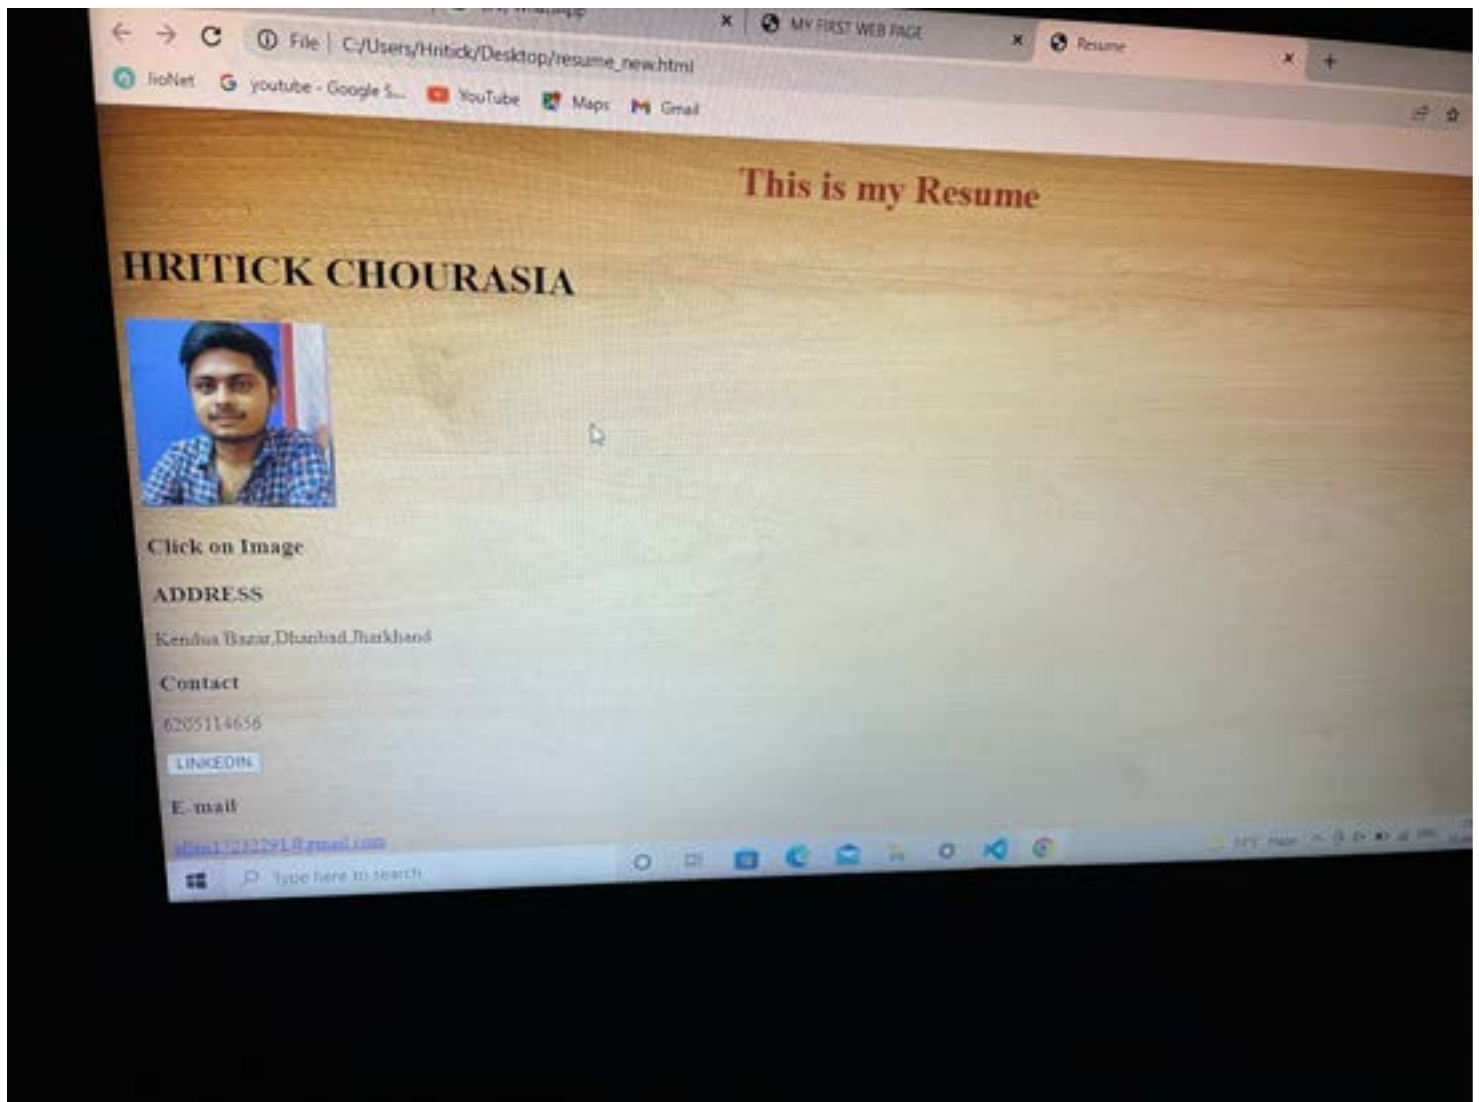 WhatsApp
MY FIRST WEB PAGE
Resume
File | C:/Users/Hritick/Desktop/resume_new.html
JioNet
youtube - Google S...
YouTube
Maps
Gmail
This is my Resume
HRITICK CHOURASIA
Click on Image
ADDRESS
Kendua Bazar,Dhanbad,Jharkhand
Contact
6205114656
LINKEDIN
E-mail
Type here to search